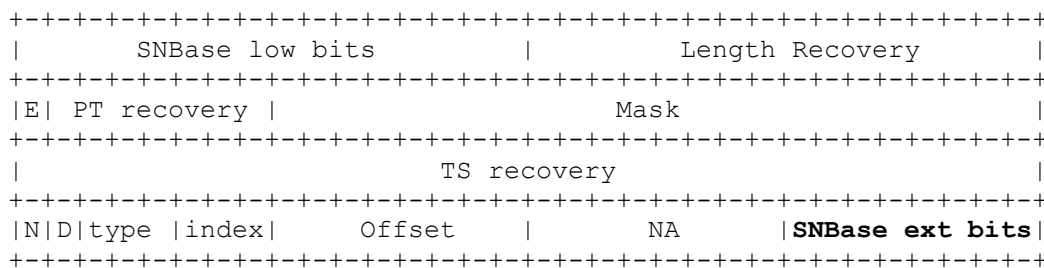 +-+-+-+-+-+-+-+-+-+-+-+-+-+-+-+-+-+-+-+-+-+-+-+-+-+-+-+-+-+-+-+-+
|      SNBase low bits          |        Length Recovery        |
+-+-+-+-+-+-+-+-+-+-+-+-+-+-+-+-+-+-+-+-+-+-+-+-+-+-+-+-+-+-+-+-+
|E| PT recovery |                     Mask                      |
+-+-+-+-+-+-+-+-+-+-+-+-+-+-+-+-+-+-+-+-+-+-+-+-+-+-+-+-+-+-+-+-+
|                          TS recovery                          |
+-+-+-+-+-+-+-+-+-+-+-+-+-+-+-+-+-+-+-+-+-+-+-+-+-+-+-+-+-+-+-+-+
|N|D|type |index|    Offset     |      NA       |SNBase ext bits|
+-+-+-+-+-+-+-+-+-+-+-+-+-+-+-+-+-+-+-+-+-+-+-+-+-+-+-+-+-+-+-+-+